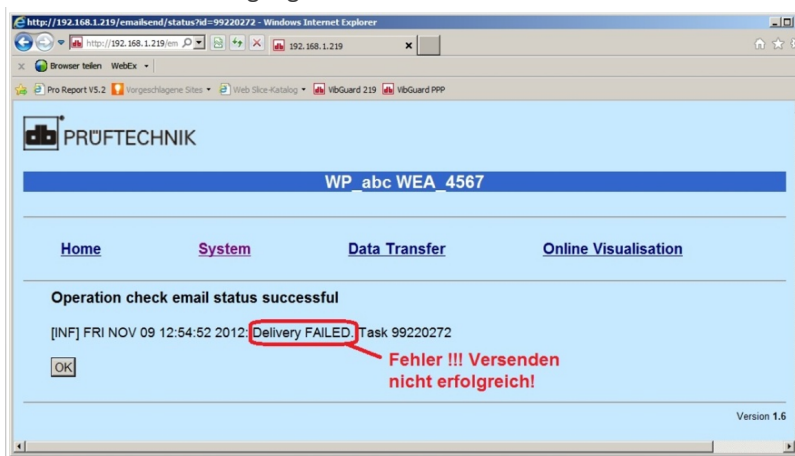 http://192.168.1.219/emailsend/status?id=99220272 - Windows Internet Explorer
http://192.168.1.219/em
192.168.1.219
Browser teilen WebEx
Pro Report V5.2 Vorgeschlagene Sites Web Slice-Katalog VibGuard 219 VibGuard PPP
PRÜFTECHNIK
WP_abc WEA_4567
Home System Data Transfer Online Visualisation
Operation check email status successful
[INF] FRI NOV 09 12:54:52 2012: Delivery FAILED. Task 99220272
OK
Fehler !!! Versenden
nicht erfolgreich!
Version 1.6